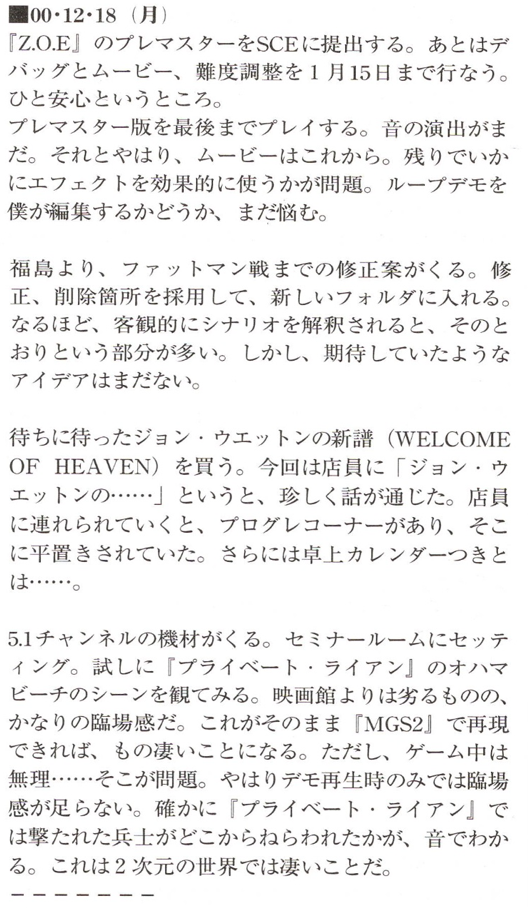 ■00·12·18（月）
『Z.O.E』のプレマスターをSCEに提出する。あとはデ
バッグとムービー、難度調整を1月15日まで行なう。
ひと安心というところ。
プレマスター版を最後までプレイする。音の演出がま
だ。それとやはり、ムービーはこれから。残りでいか
にエフェクトを効果的に使うかが問題。ループデモを
僕が編集するかどうか、まだ悩む。
福島より、ファットマン戦までの修正案がくる。修
正、削除箇所を採用して、新しいフォルダに入れる。
なるほど、客観的にシナリオを解釈されると、そのと
おりという部分が多い。しかし、期待していたような
アイデアはまだない。
待ちに待ったジョン・ウエットンの新譜（WELCOME
OF HEAVEN）を買う。今回は店員に「ジョン・ウ
エットンの……」というと、珍しく話が通じた。店員
に連れられていくと、プログレコーナーがあり、そこ
に平置きされていた。さらには卓上カレンダーつきと
は……。
5.1チャンネルの機材がくる。セミナールームにセッテ
ィング。試しに『プライベート・ライアン』のオハマ
ビーチのシーンを観てみる。映画館よりは劣るものの、
かなりの臨場感だ。これがそのまま『MGS2』で再現
できれば、もの凄いことになる。ただし、ゲーム中は
無理……そこが問題。やはりデモ再生時のみでは臨場
感が足らない。確かに『プライベート・ライアン』で
は撃たれた兵士がどこからねらわれたかが、音でわか
る。これは2次元の世界では凄いことだ。
－－－－－－－